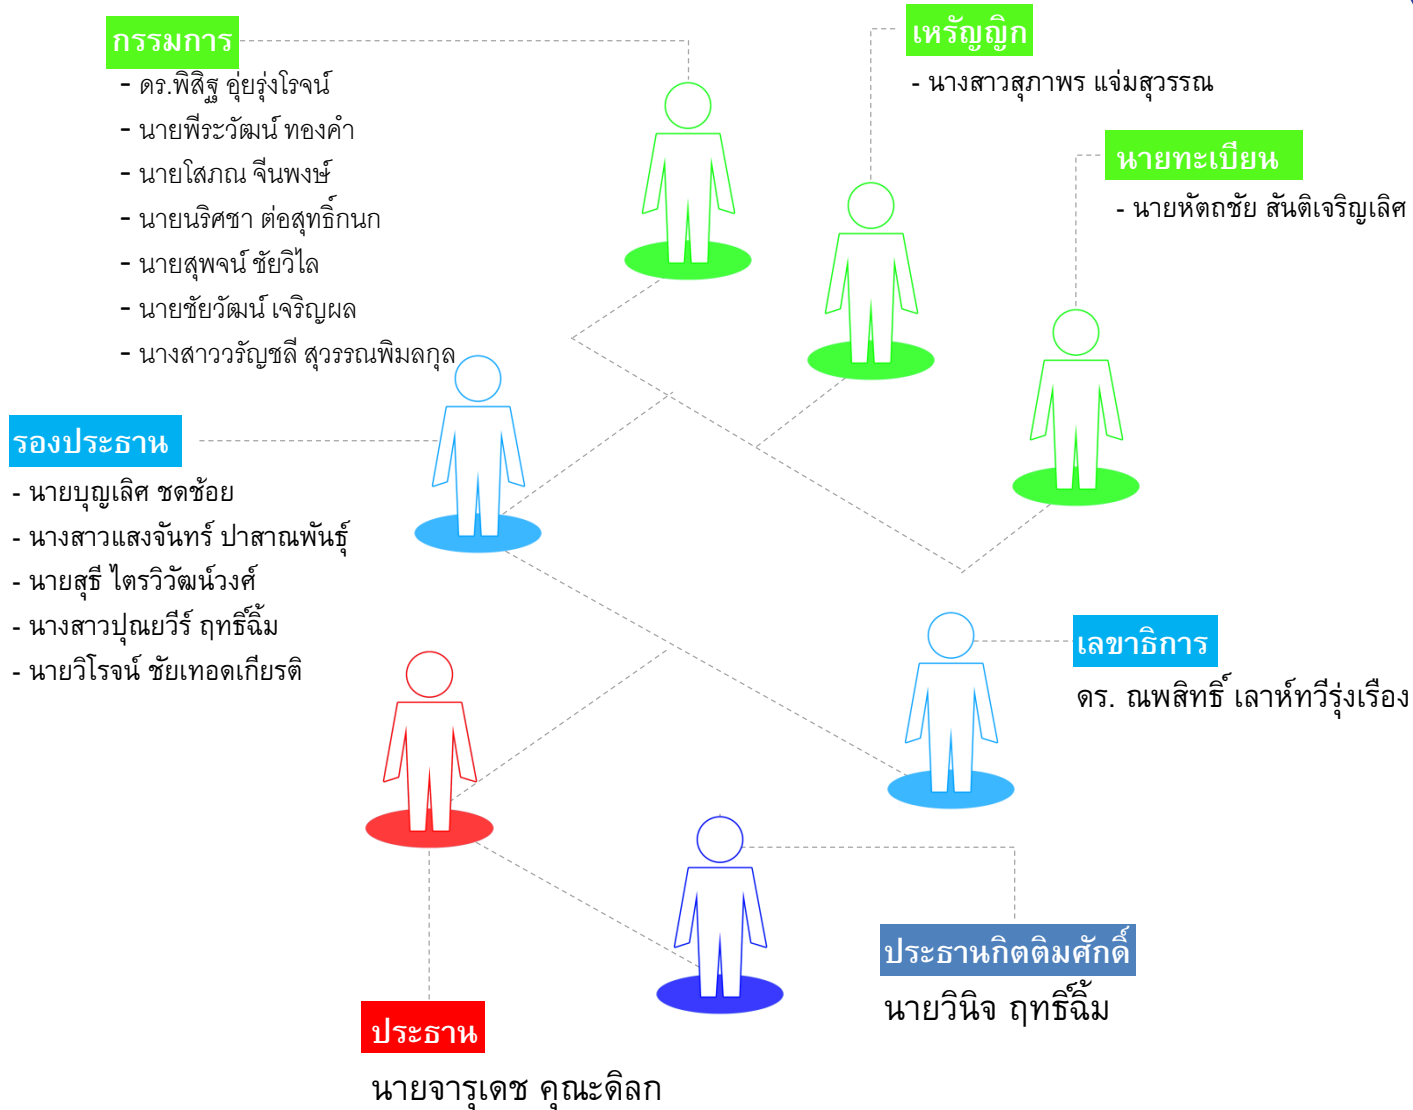 กรรมการ
- ดร.พิสิฐ อุ่ยรุ่งโรจน์
- นายพีระวัฒน์ ทองคำ
- นายโสภณ จีนพงษ์
- นายนริศชา ต่อสุทธิ์กนก
- นายสุพจน์ ชัยวิไล
- นายชัยวัฒน์ เจริญผล
- นางสาววรัญชลี สุวรรณพิมลกุล
เหรัญญิก
- นางสาวสุภาพร แจ่มสุวรรณ
นายทะเบียน
- นายหัตถชัย สันติเจริญเลิศ
รองประธาน
- นายบุญเลิศ ชดช้อย
- นางสาวแสงจันทร์ ปาสาณพันธุ์
- นายสุธี ไตรวิวัฒน์วงศ์
- นางสาวปุณยวีร์ ฤทธิ์ฉิ้ม
- นายวิโรจน์ ชัยเทอดเกียรติ
เลขาธิการ
ดร. ณพสิทธิ์ เลาห์ทวีรุ่งเรือง
ประธานกิตติมศักดิ์
นายวินิจ ฤทธิ์ฉิ้ม
ประธาน
นายจารุเดช คุณะดิลก